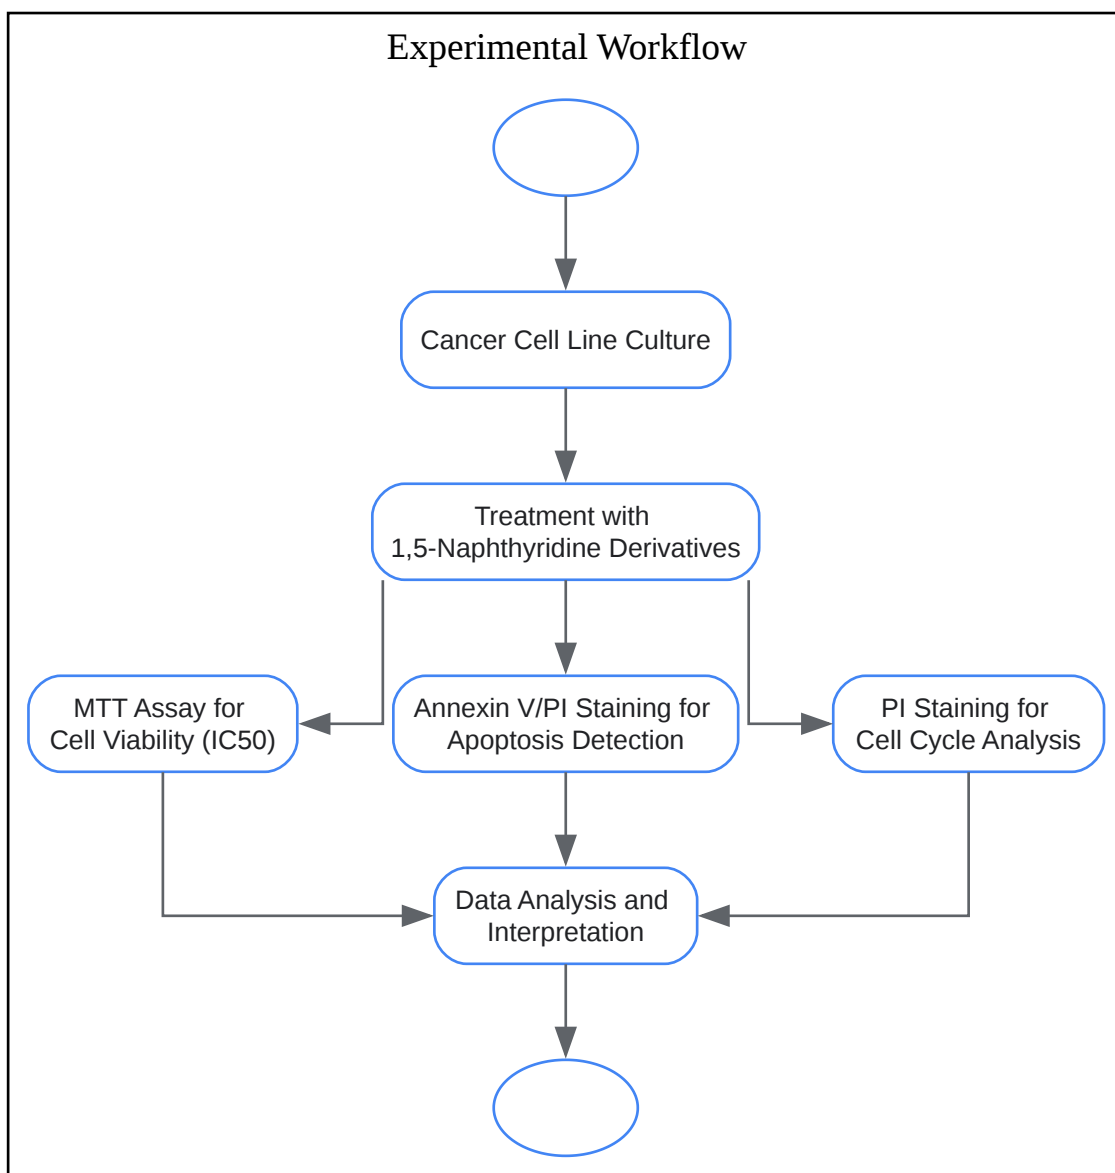 Experimental Workflow
Cancer Cell Line Culture
Treatment with
1,5-Naphthyridine Derivatives
MTT Assay for
Cell Viability (IC50)
Annexin V/PI Staining for
Apoptosis Detection
PI Staining for
Cell Cycle Analysis
Data Analysis and
Interpretation